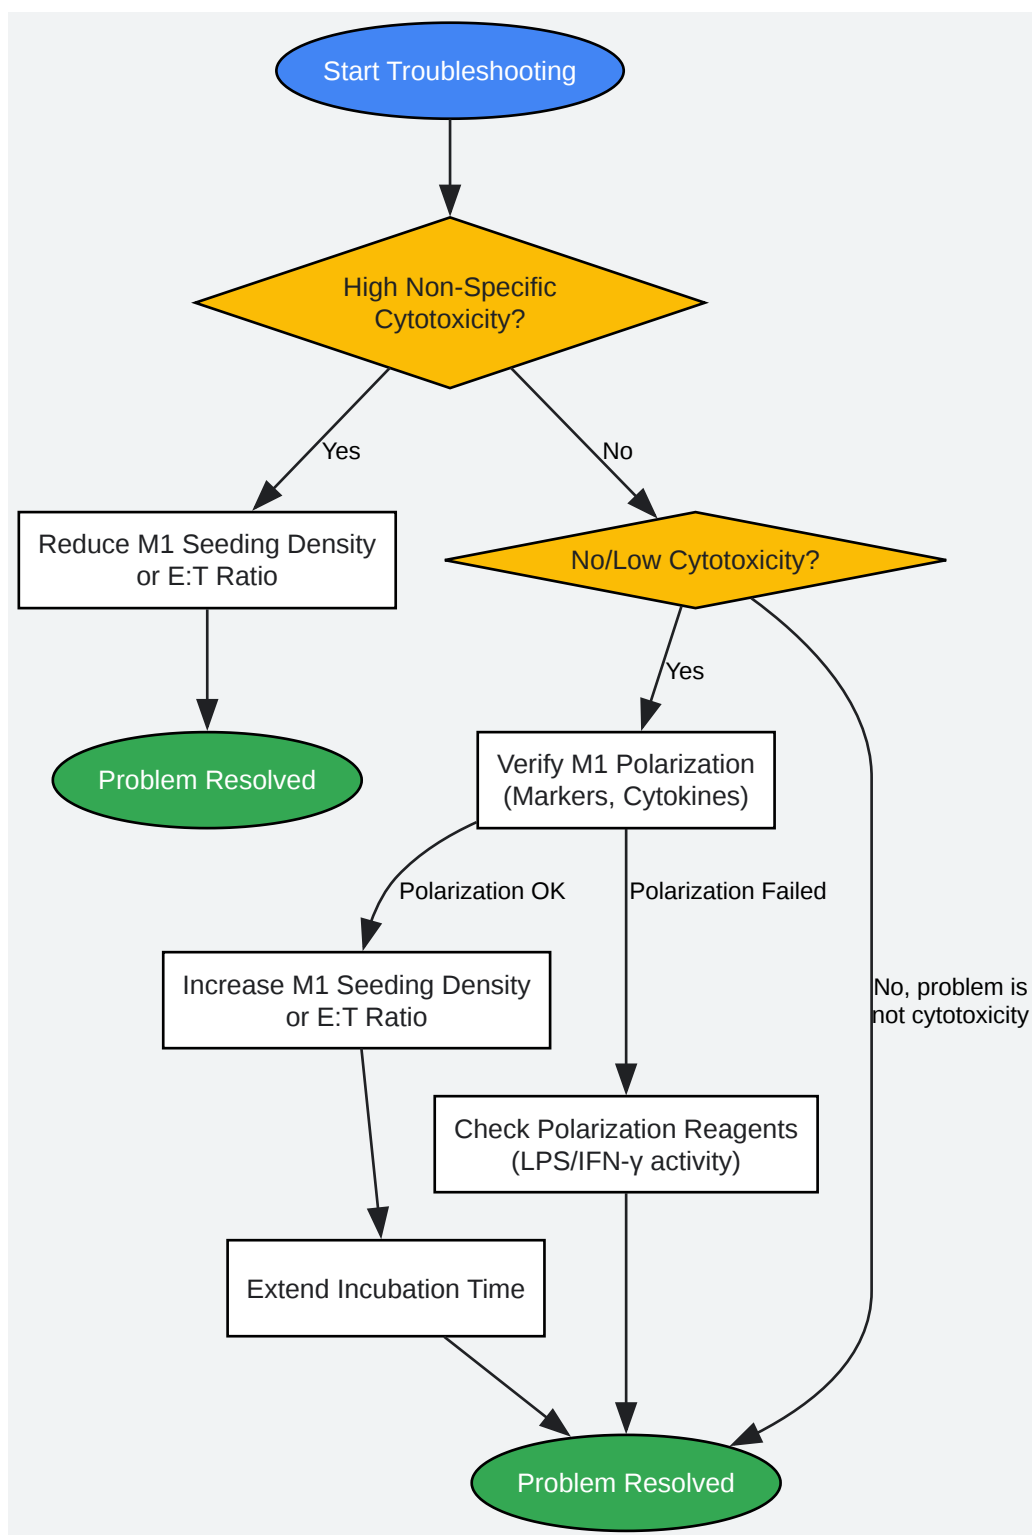 Start Troubleshooting
High Non-Specific
Cytotoxicity?
Yes
No
Reduce M1 Seeding Density
or E:T Ratio
No/Low Cytotoxicity?
Yes
Problem Resolved
Verify M1 Polarization
(Markers, Cytokines)
Polarization OK
Polarization Failed
Increase M1 Seeding Density
or E:T Ratio
No, problem is
not cytotoxicity
Check Polarization Reagents
(LPS/IFN-γ activity)
Extend Incubation Time
Problem Resolved